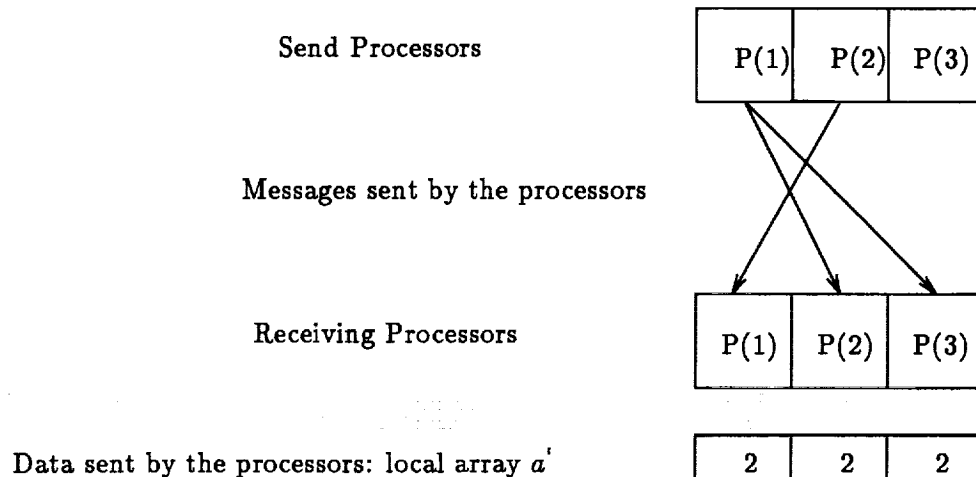 Send Processors P(1) P(2) P(3)
Messages sent by the processors
Receiving Processors P(1) P(2) P(3)
Data sent by the processors: local array a' 2 2 2